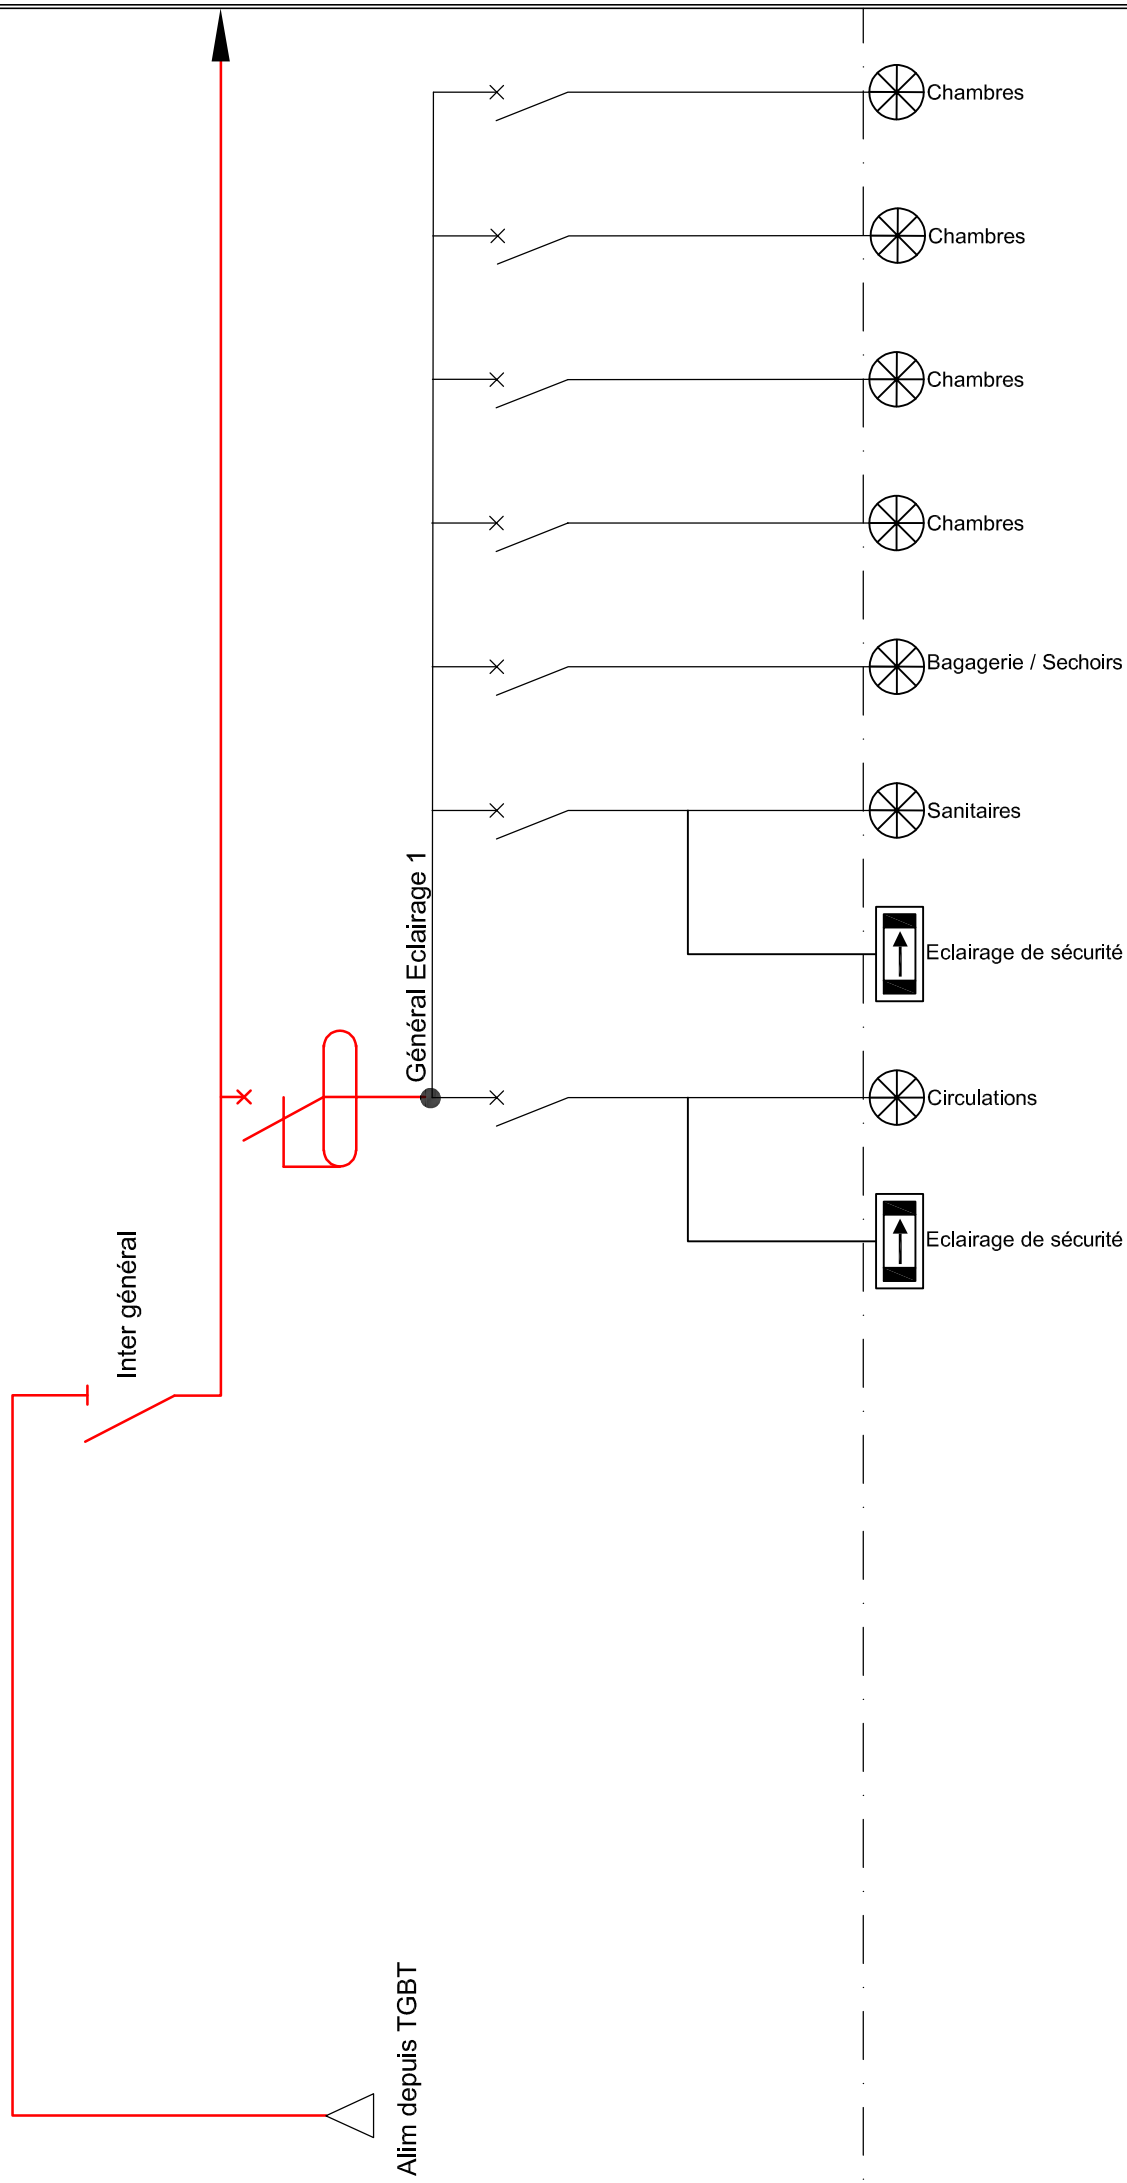 Chambres
Chambres
Chambres
Chambres
Bagagerie / Sechoirs
Sanitaires
Général Eclairage 1
Eclairage de sécurité
Circulations
Inter général
Eclairage de sécurité
Alim depuis TGBT